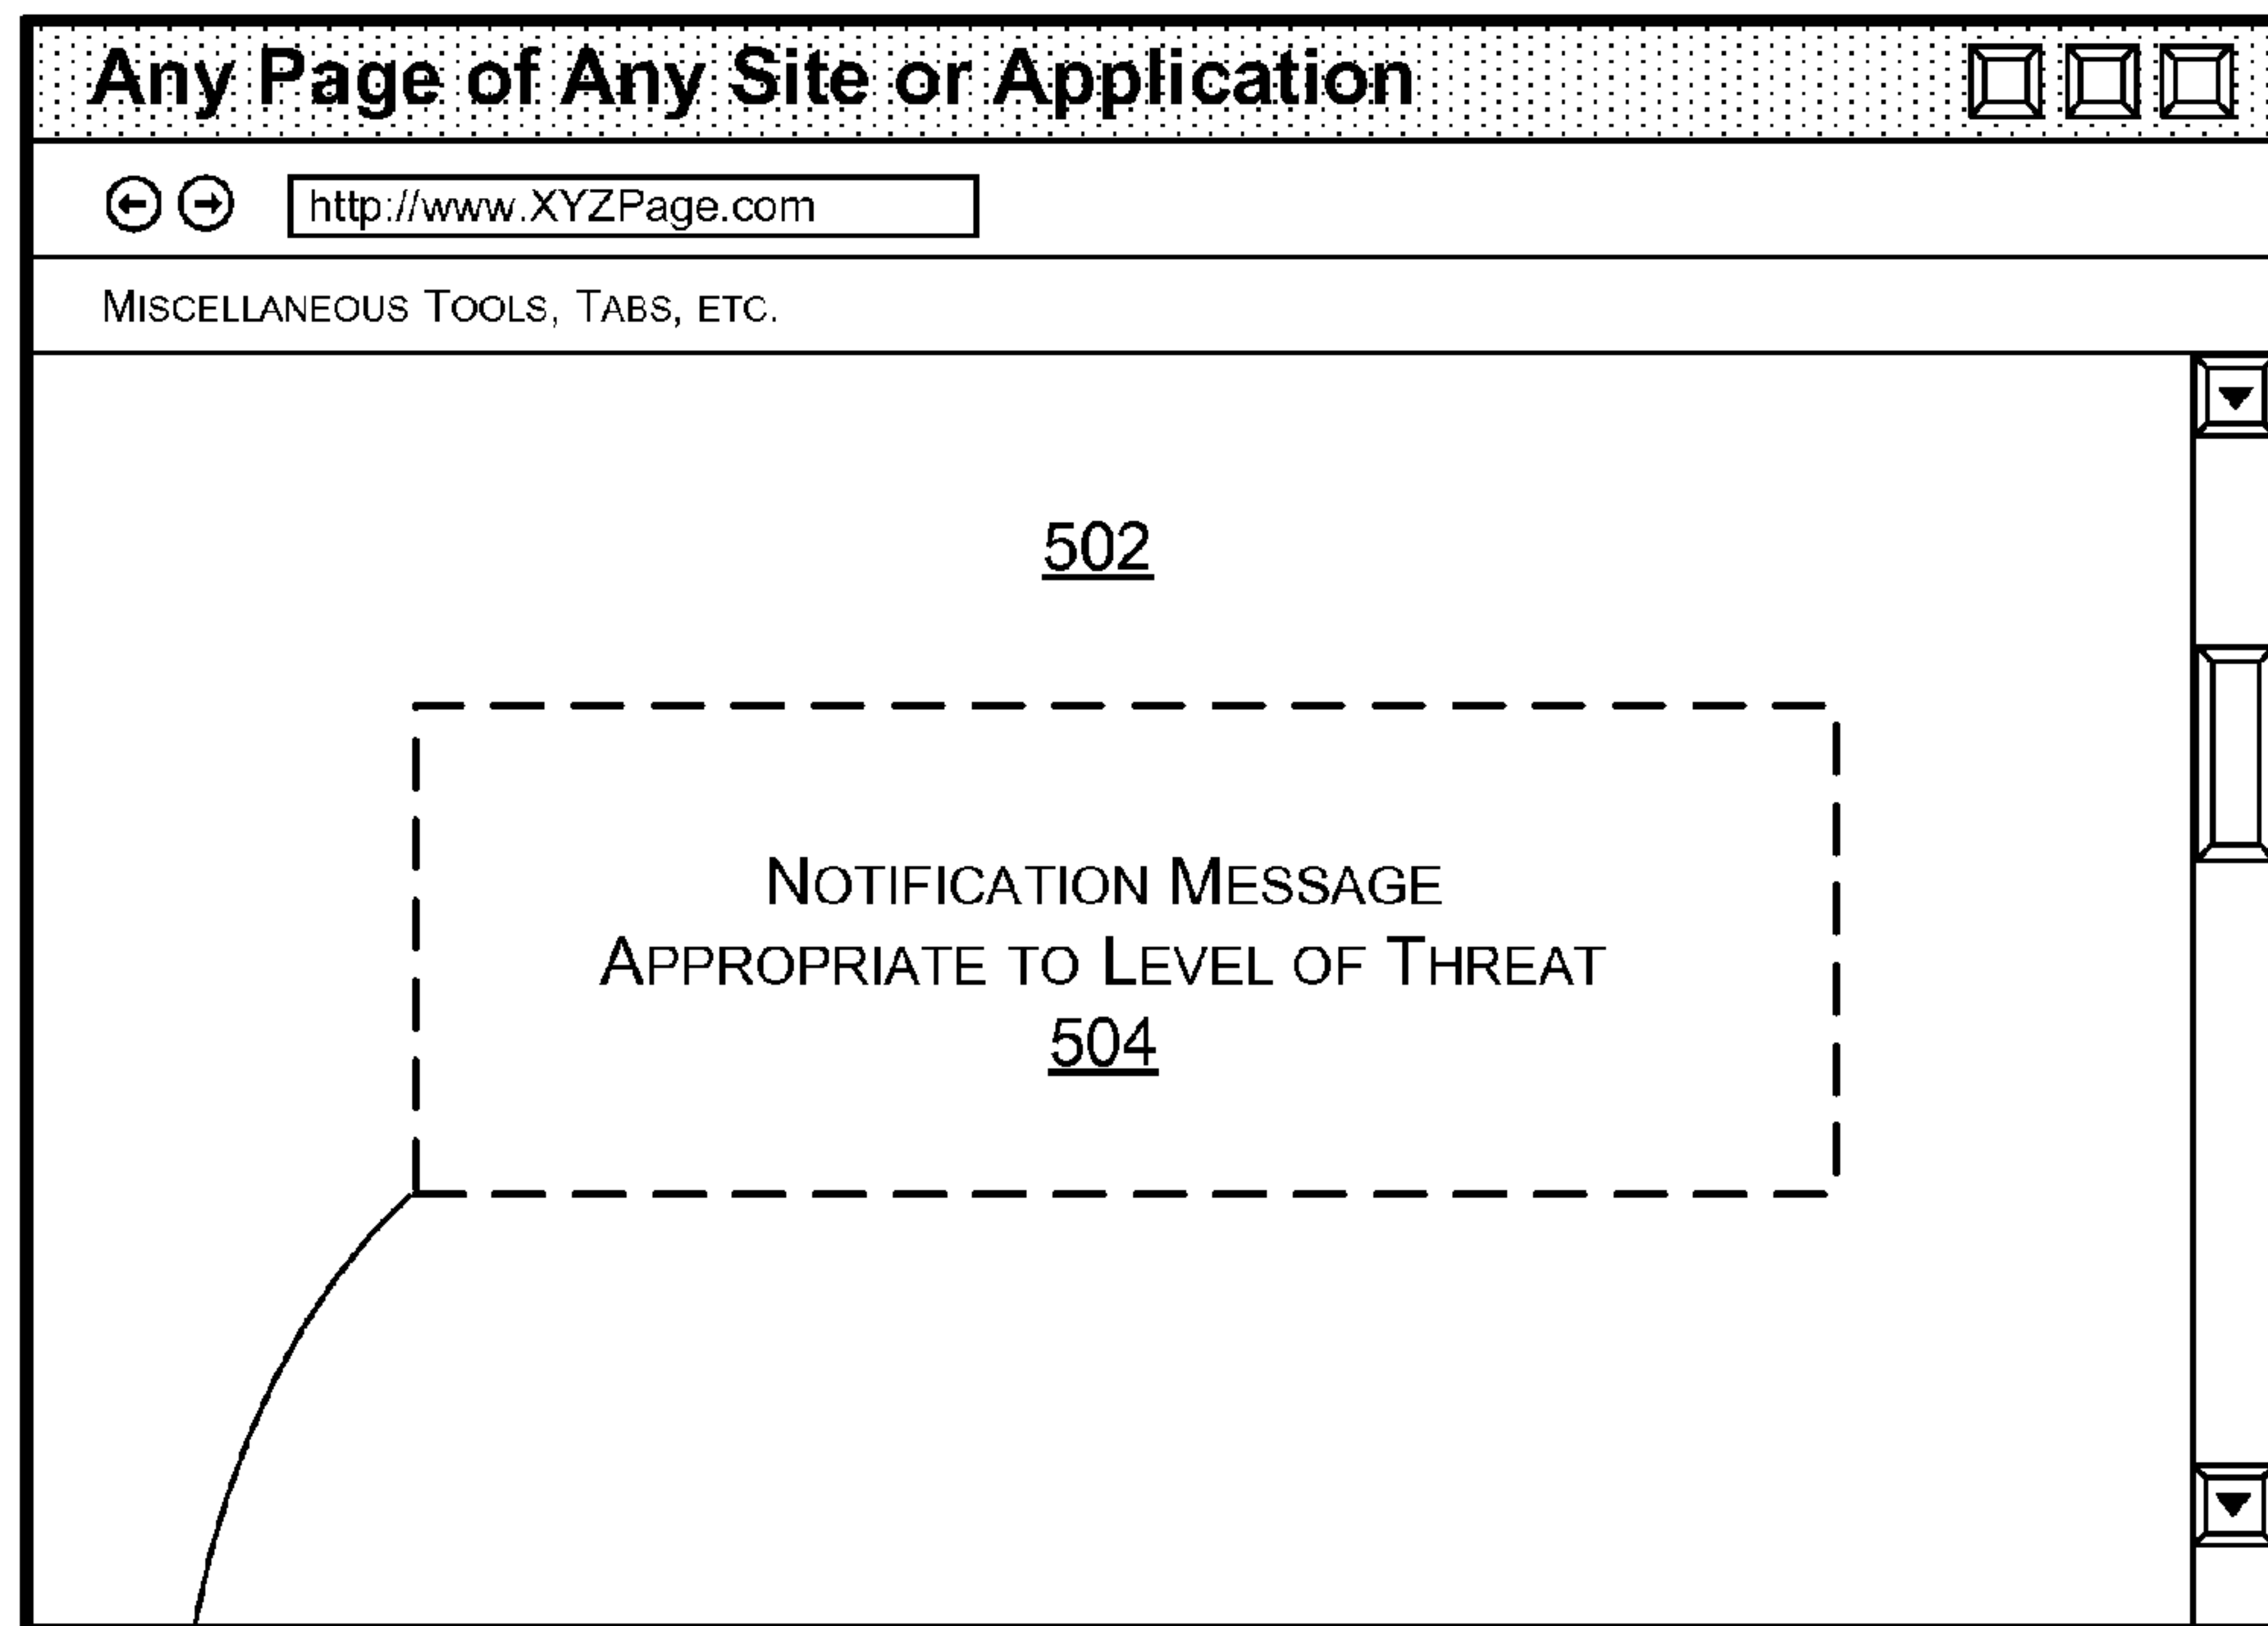 Any Page of Any Site or Application
http://www.XYZPage.com
MISCELLANEOUS TOOLS, TABS, ETC.
502
NOTIFICATION MESSAGE
APPROPRIATE TO LEVEL OF THREAT
504